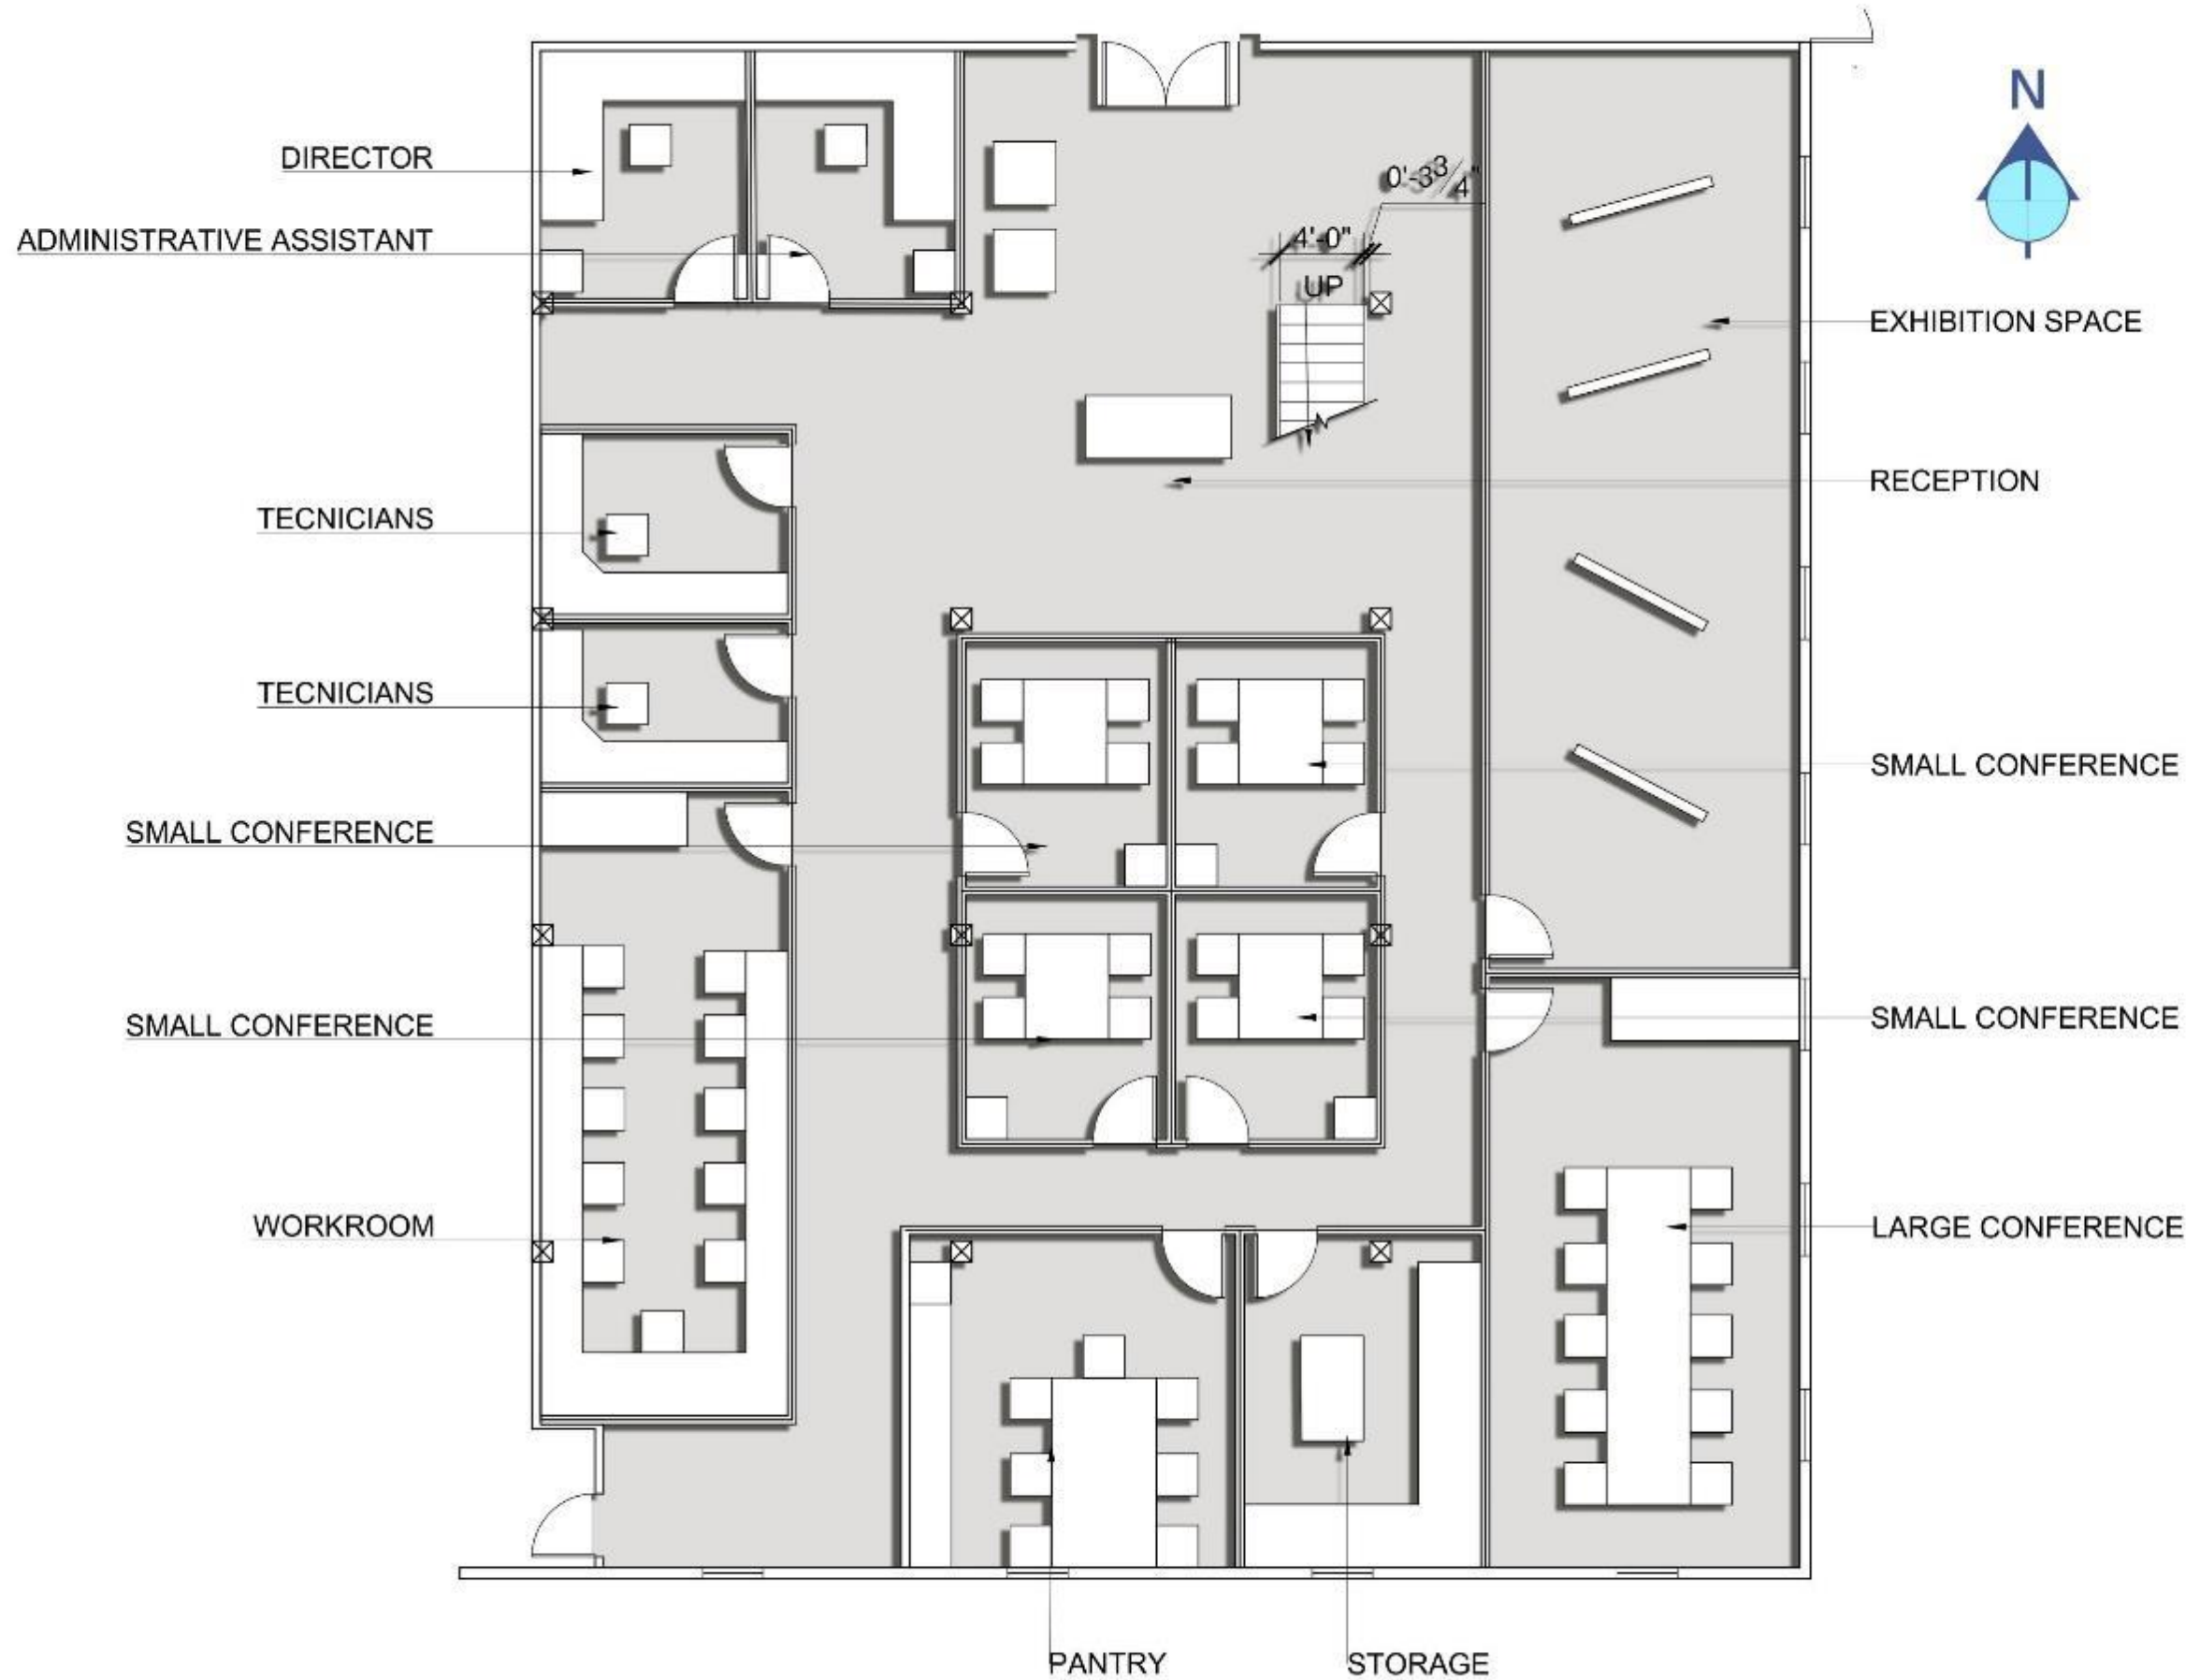 N
DIRECTOR
0'-3 3/4"
ADMINISTRATIVE ASSISTANT
4'-0"
UP
EXHIBITION SPACE
RECEPTION
TECNICIANS
TECNICIANS
SMALL CONFERENCE
SMALL CONFERENCE
SMALL CONFERENCE
SMALL CONFERENCE
WORKROOM
LARGE CONFERENCE
PANTRY
STORAGE